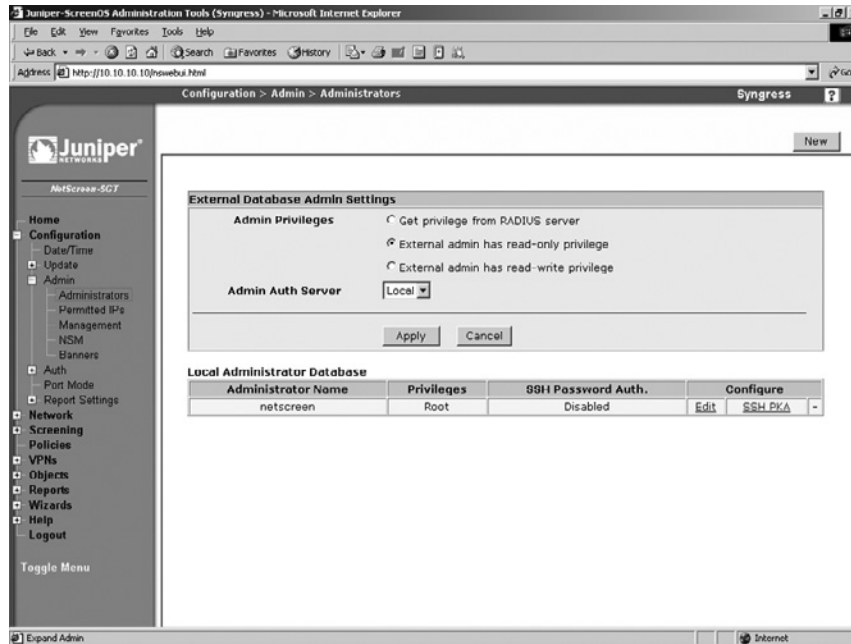 Juniper-ScreenOS Administration Tools (Syngress) - Microsoft Internet Explorer
File Edit View Favorites Tools Help
Back Search Favorites History
Address http://10.10.10.10/nswebui.html Go
Configuration > Admin > Administrators Syngress ?
Juniper®
NETWORKS
New
NetScreen-5GT
External Database Admin Settings
Admin Privileges Get privilege from RADIUS server
External admin has read-only privilege
External admin has read-write privilege
Admin Auth Server Local
Apply Cancel
Local Administrator Database
Administrator Name Privileges SSH Password Auth. Configure
netscreen Root Disabled Edit SSH PKA -
Home
Configuration
Date/Time
Update
Admin
Administrators
Permitted IPs
Management
NSM
Banners
Auth
Port Mode
Report Settings
Network
Screening
Policies
VPNs
Objects
Reports
Wizards
Help
Logout
Toggle Menu
Expand Admin Internet